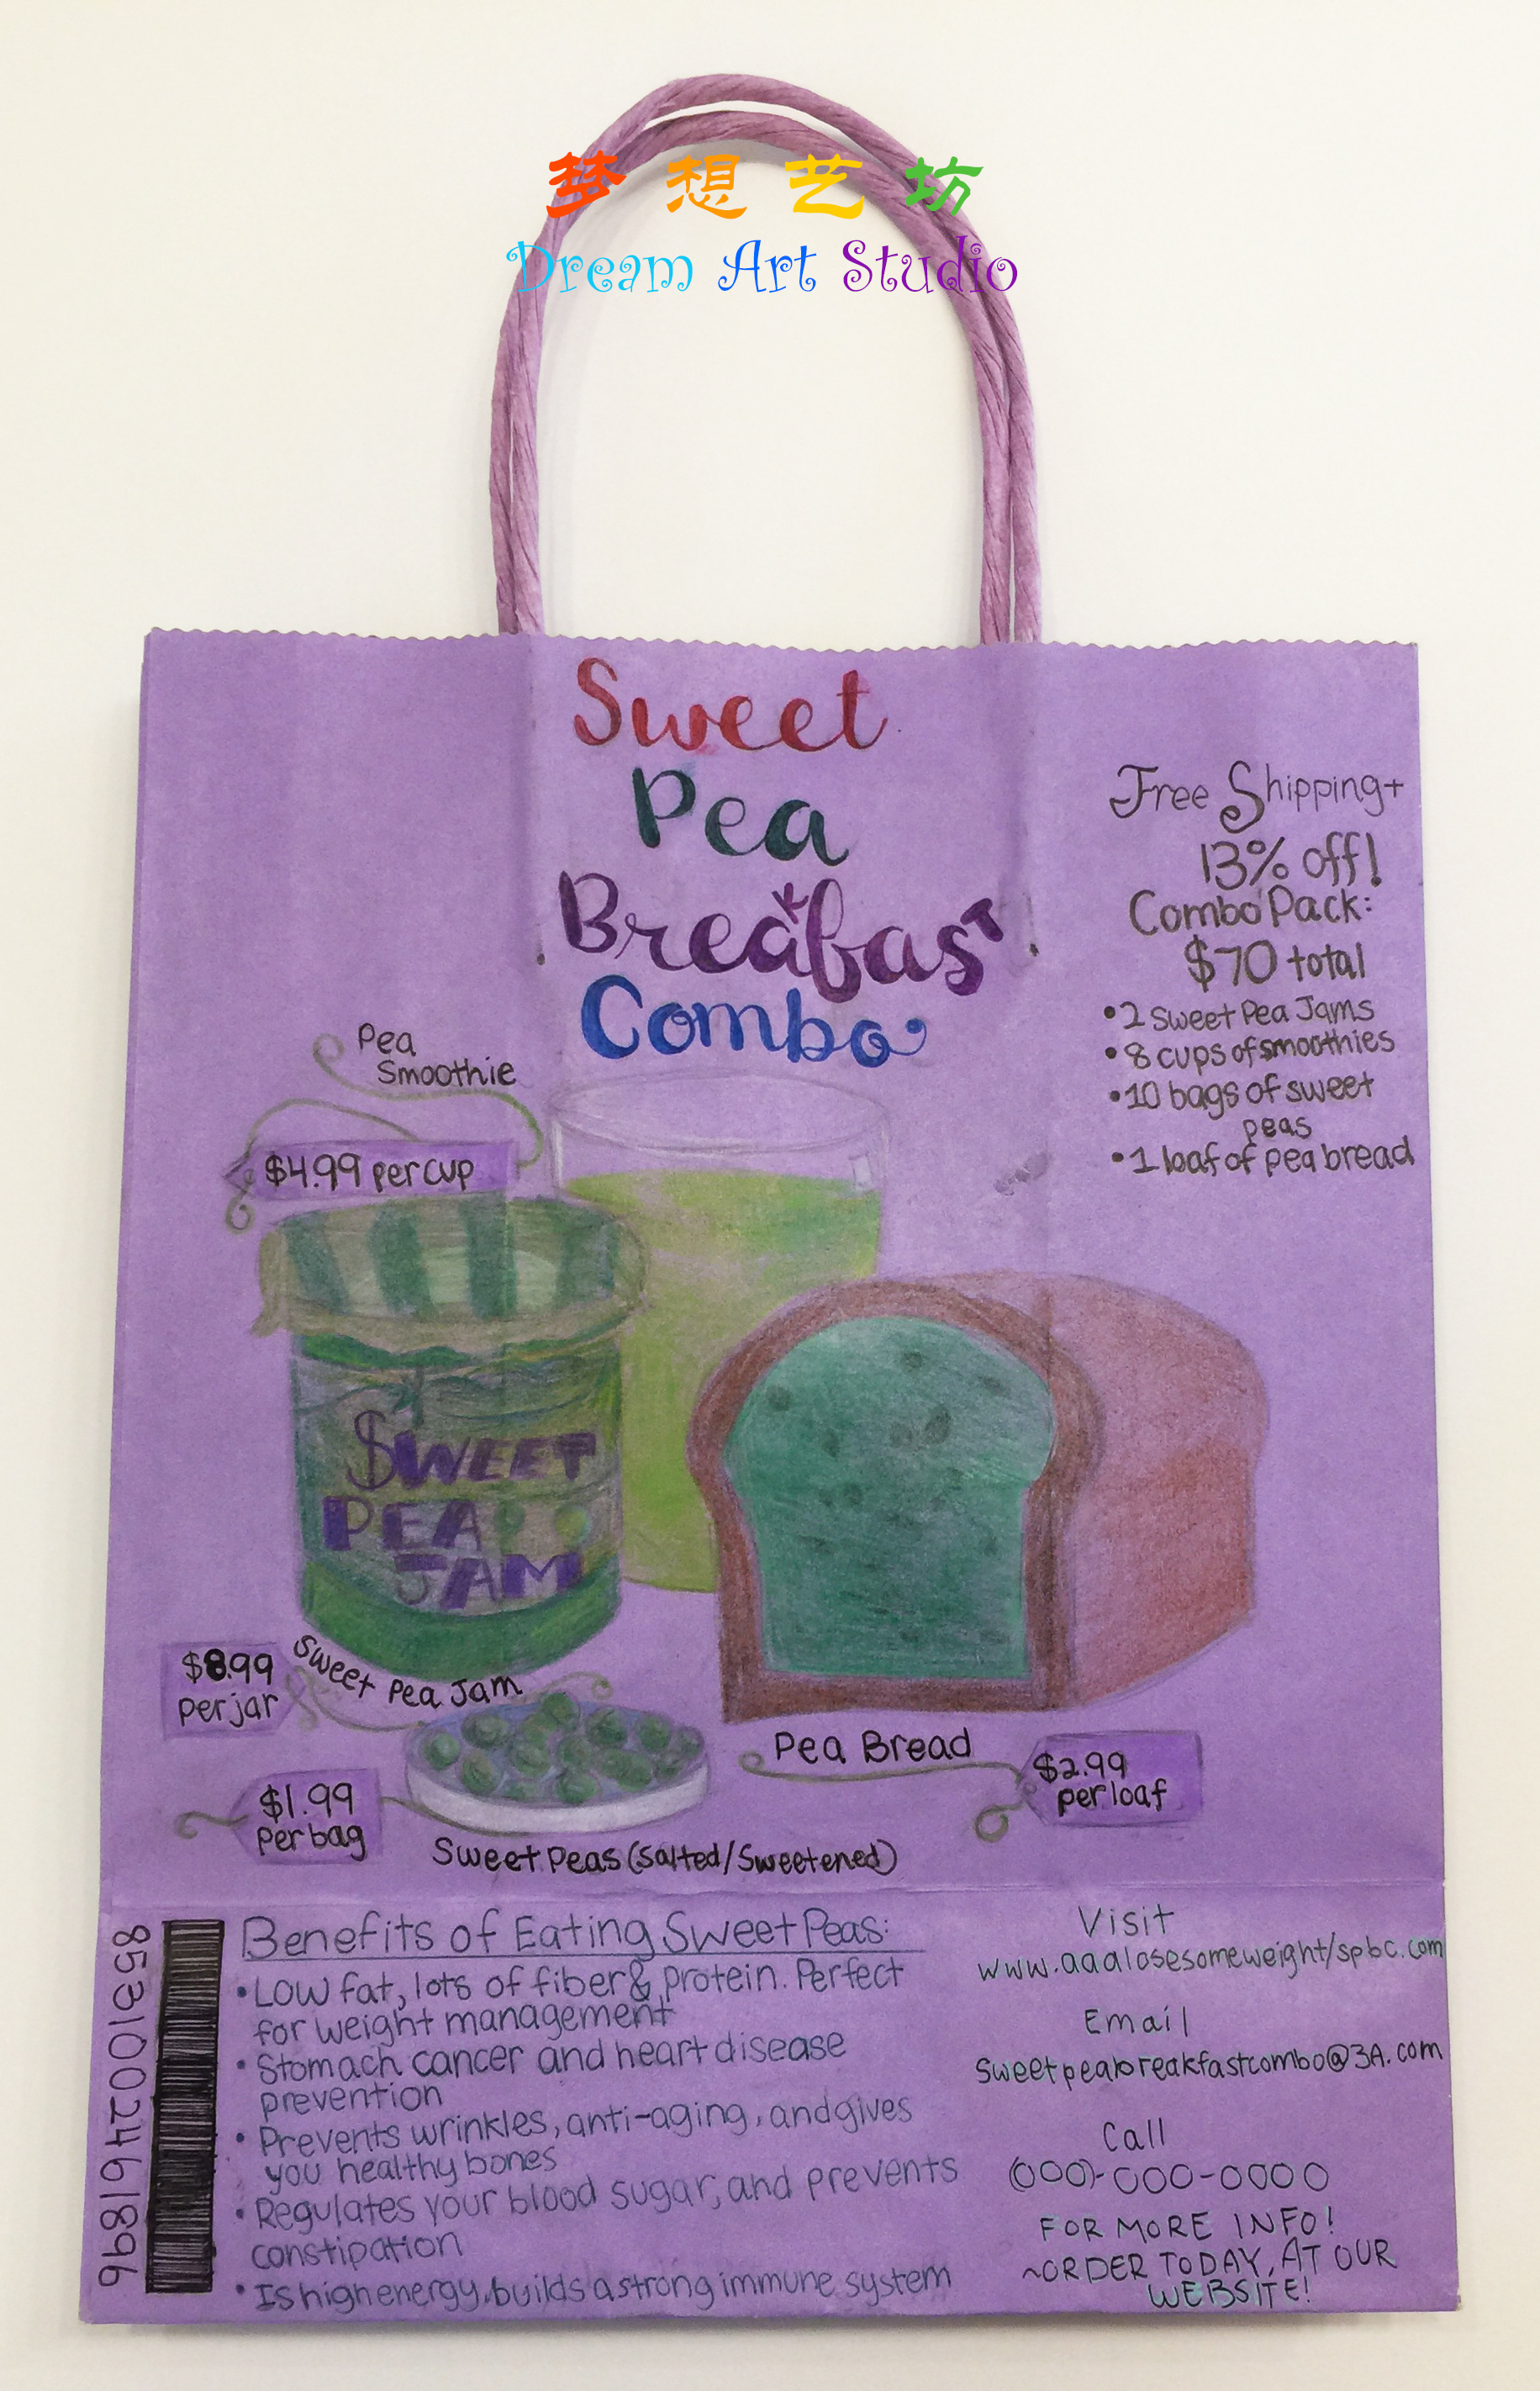 梦想艺坊
Dream Art Studio
Sweet
Pea
Breakfast
Combo
Free Shipping+
13% off!
Combo Pack:
$70 total
•2 sweet Pea Jams
•8 cups of smoothies
•10 bags of sweet
peas
•1 loaf of pea bread
Pea
Smoothie
$4.99 per cup
$WEET
PEA
JAM
$8.99
per jar
Sweet Pea Jam
$1.99
Per bag
Sweet Peas (salted/sweetened)
Pea Bread
$2.99
per loaf
8531002461896
Benefits of Eating Sweet Peas:
•Low fat, lots of fiber & protein. Perfect
for weight management
•Stomach cancer and heart disease
prevention
•Prevents wrinkles, anti-aging, and gives
you healthy bones
•Regulates your blood sugar, and prevents
constipation
•Is high energy, builds a strong immune system
Visit
www.aaalosesomeweight/spbc.com
Email
sweetpeabreakfastcombo@3A.com
Call
(000)-000-0000
FOR MORE INFO!
~ORDER TODAY, AT OUR
WEBSITE!